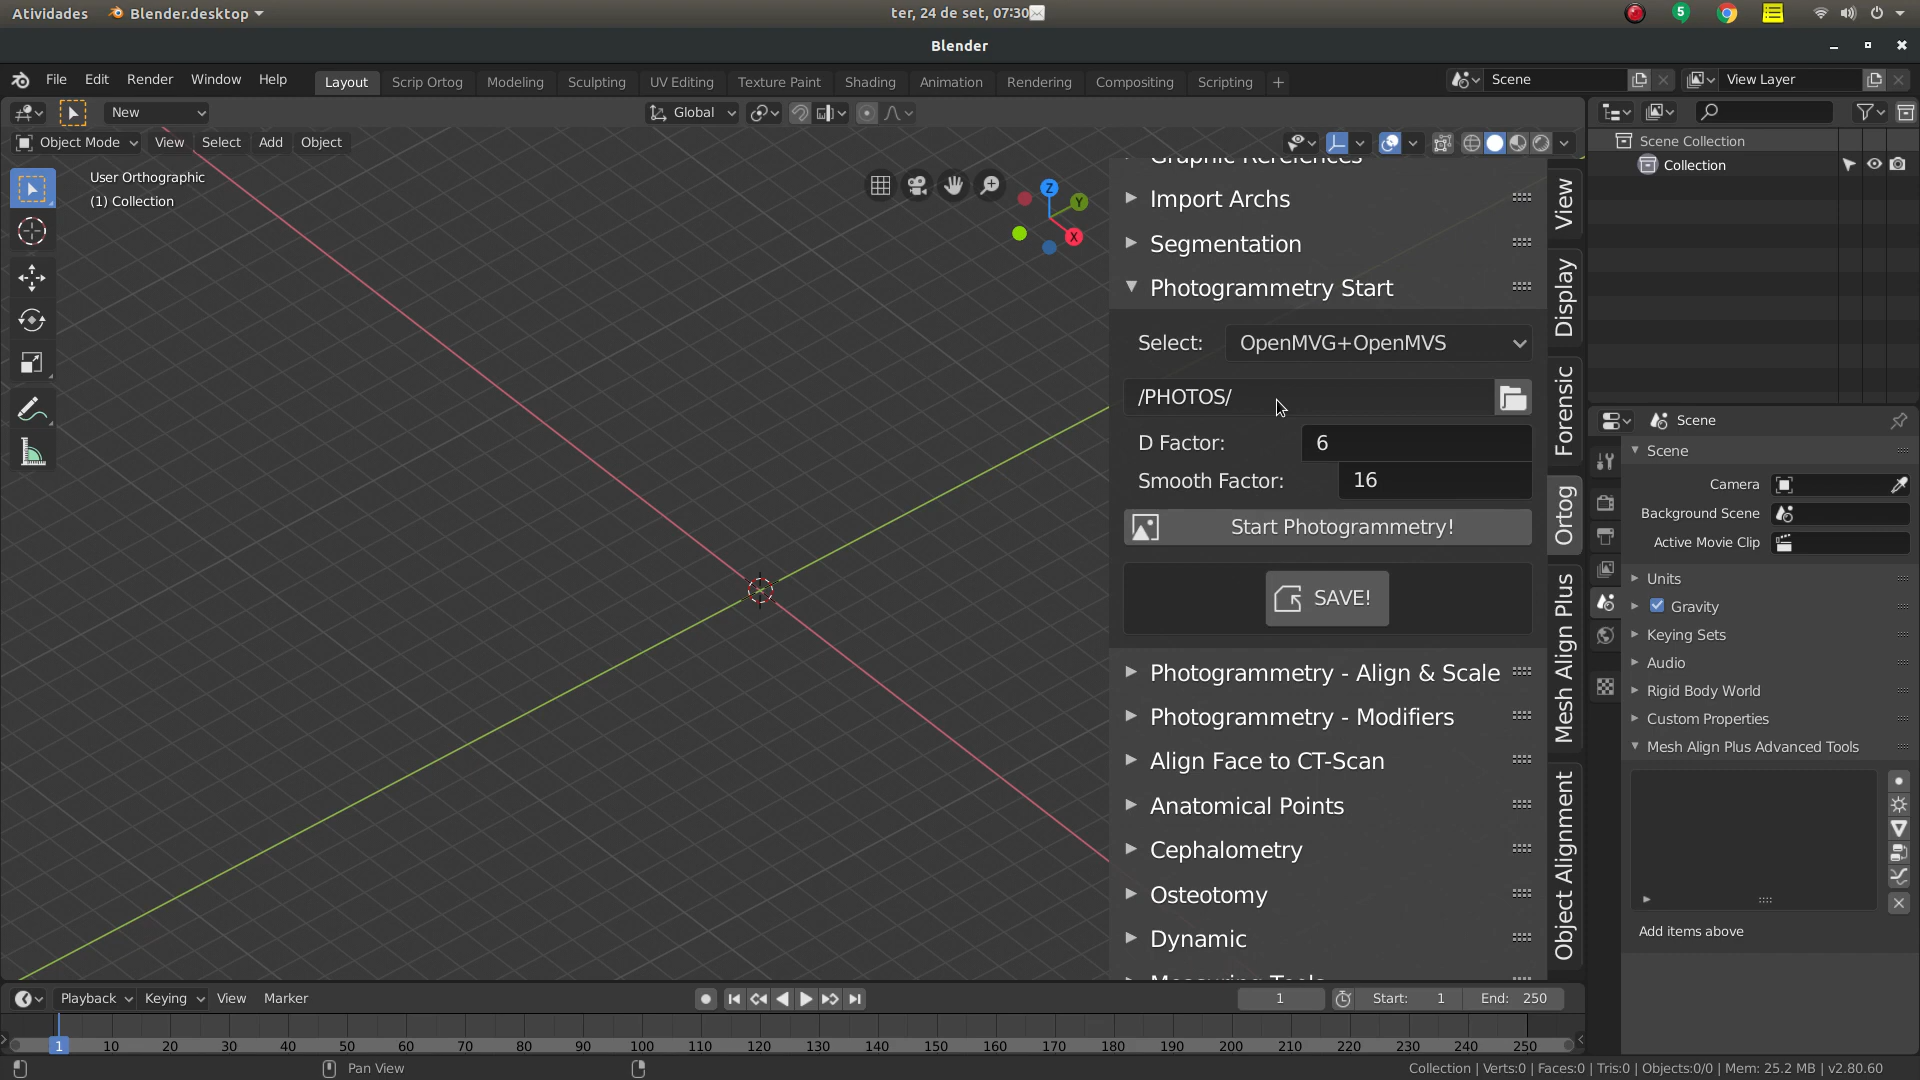 Atividades Blender.desktop ter, 24 de set, 07:30 5
Blender
File Edit Render Window Help Layout Scrip Ortog Modeling Sculpting UV Editing Texture Paint Shading Animation Rendering Compositing Scripting + Scene View Layer
New Global
Object Mode View Select Add Object
User Orthographic
(1) Collection
Z
Y
X
Graphic References
Import Archs
Segmentation
Photogrammetry Start
Select: OpenMVG+OpenMVS
/PHOTOS/
D Factor: 6
Smooth Factor: 16
Start Photogrammetry!
SAVE!
Photogrammetry - Align & Scale
Photogrammetry - Modifiers
Align Face to CT-Scan
Anatomical Points
Cephalometry
Osteotomy
Dynamic
Measuring Tools
View
Display
Forensic
Ortog
Mesh Align Plus
Object Alignment
Scene Collection
Collection
Scene
Scene
Camera
Background Scene
Active Movie Clip
Units
Gravity
Keying Sets
Audio
Rigid Body World
Custom Properties
Mesh Align Plus Advanced Tools
Add items above
Playback Keying View Marker 1 Start: 1 End: 250
1 10 20 30 40 50 60 70 80 90 100 110 120 130 140 150 160 170 180 190 200 210 220 230 240 250
Pan View Collection | Verts:0 | Faces:0 | Tris:0 | Objects:0/0 | Mem: 25.2 MB | v2.80.60